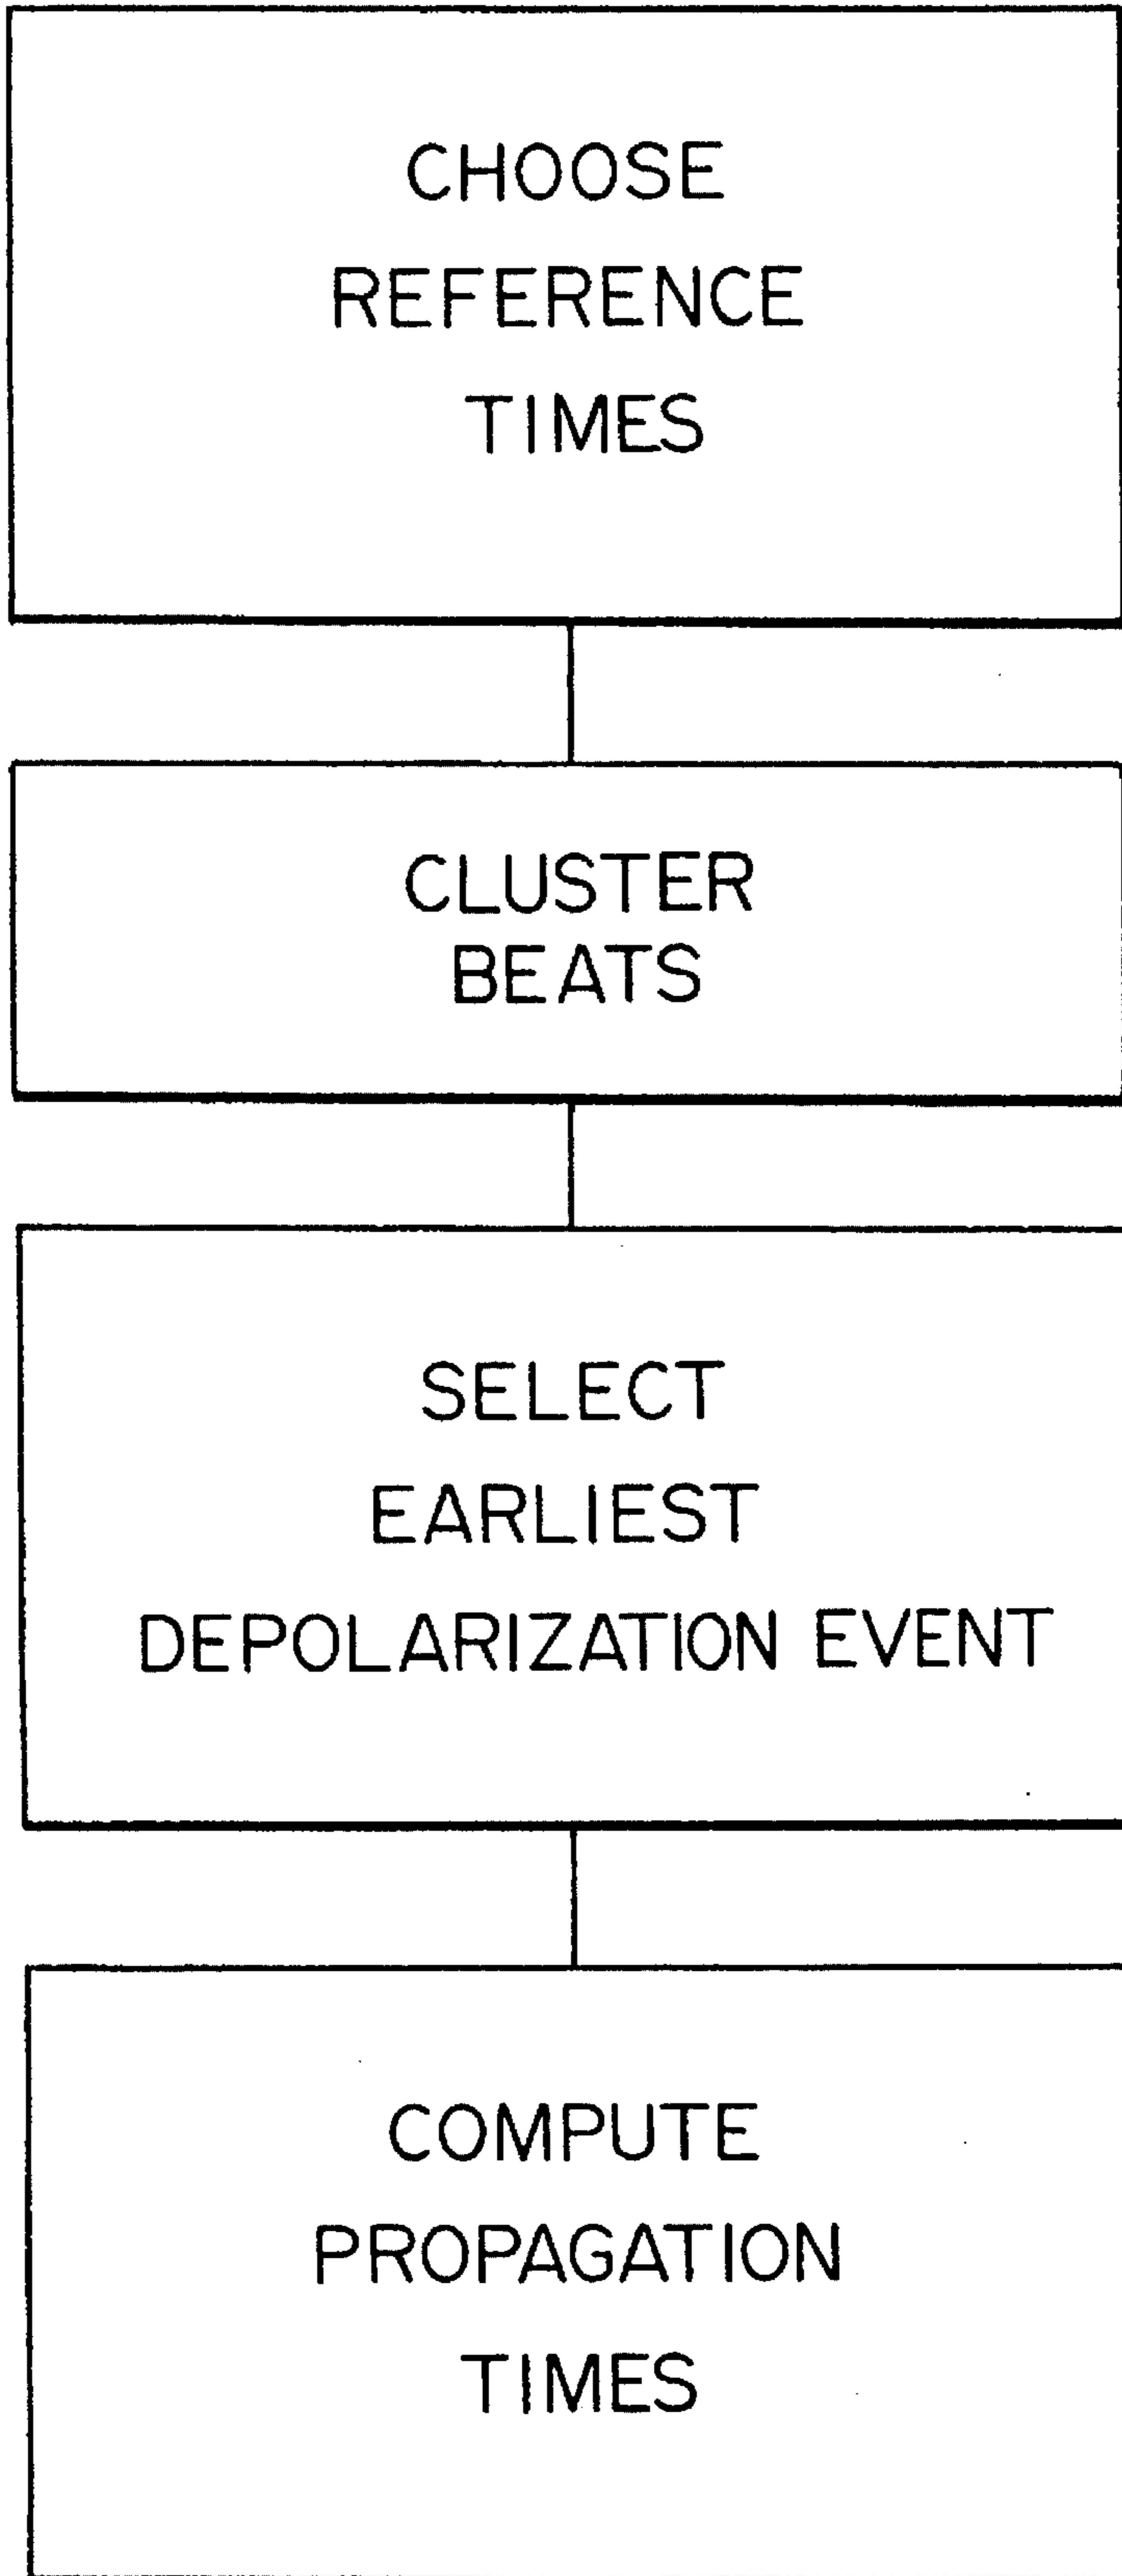 CHOOSE
REFERENCE
TIMES
CLUSTER
BEATS
SELECT
EARLIEST
DEPOLARIZATION EVENT
COMPUTE
PROPAGATION
TIMES